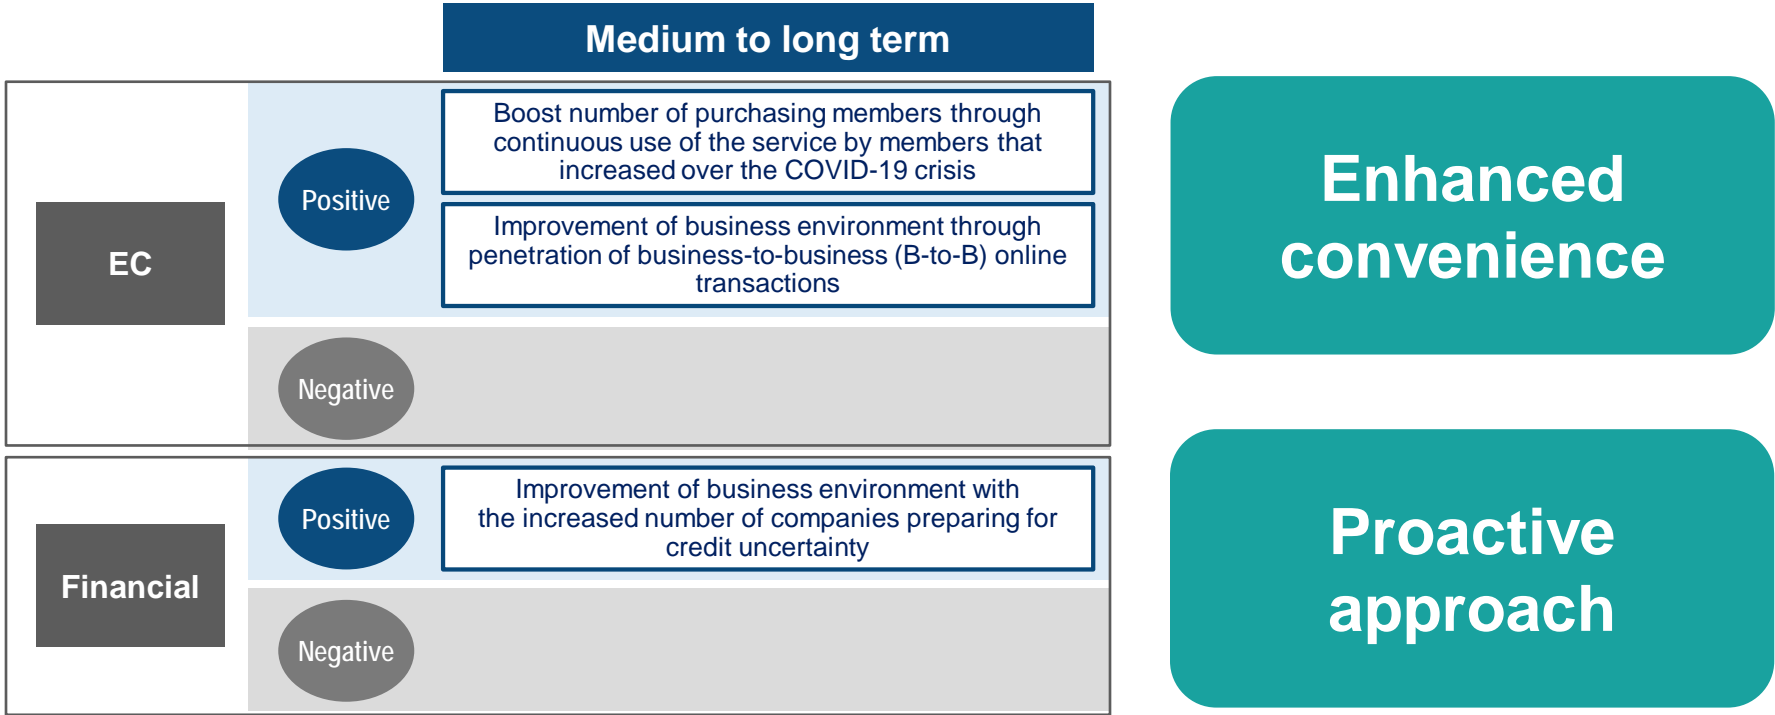 Medium to long term
EC
Positive
Boost number of purchasing members through
continuous use of the service by members that
increased over the COVID-19 crisis
Improvement of business environment through
penetration of business-to-business (B-to-B) online
transactions
Negative
Enhanced
convenience
Financial
Positive
Improvement of business environment with
the increased number of companies preparing for
credit uncertainty
Negative
Proactive
approach